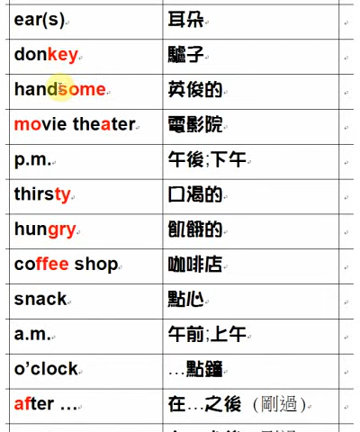 ear(s) 耳朵
donkey 驢子
handsome 英俊的
movie theater 電影院
p.m. 午後;下午
thirsty 口渴的
hungry 飢餓的
coffee shop 咖啡店
snack 點心
a.m. 午前;上午
o’clock …點鐘
after … 在…之後 (剛過)